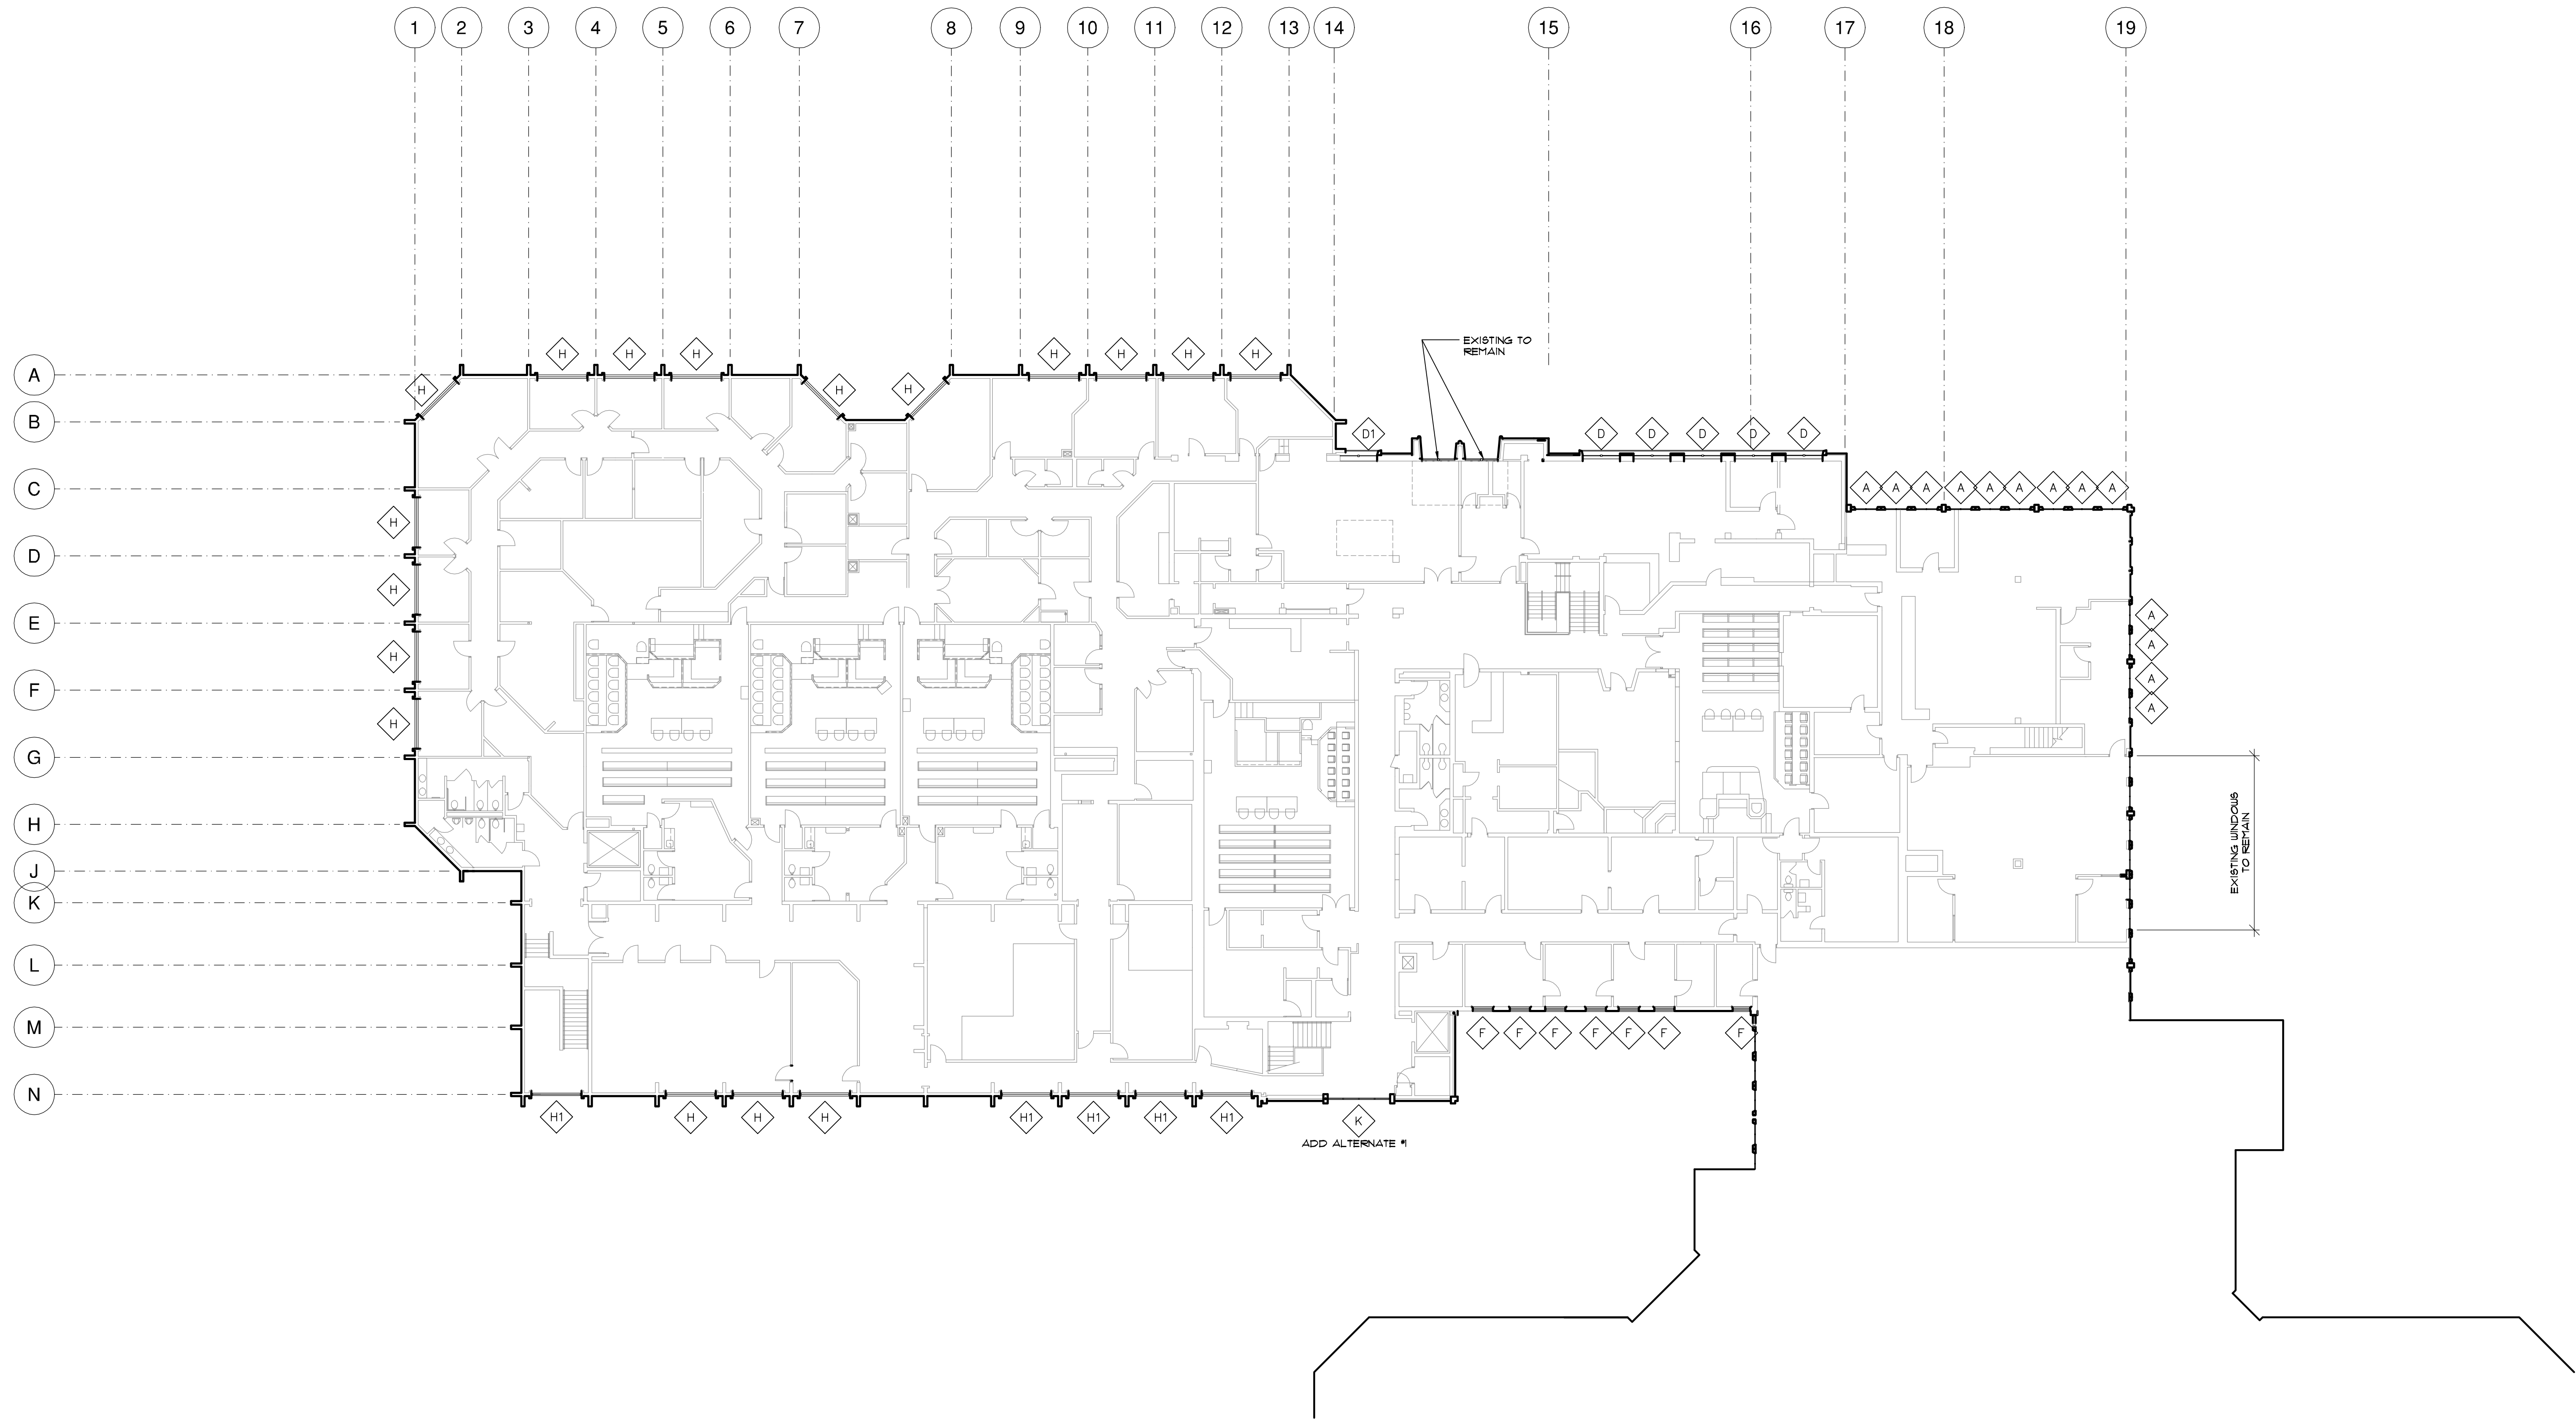 1 2 3 4 5 6 7 8 9 10 11 12 13 14 15 16 17 18 19
H H H H H H H
EXISTING TO
REMAIN
A
H H H
B
D1 D D D D D
C
A A A A A A A A A
H
D
H
E
A
A
H
F
A
A
H
G
EXISTING WINDOWS
TO REMAIN
H
J
K
L
M
F F F F F F F
N
H1 H H H H1 H1 H1 H1 K
ADD ALTERNATE #1